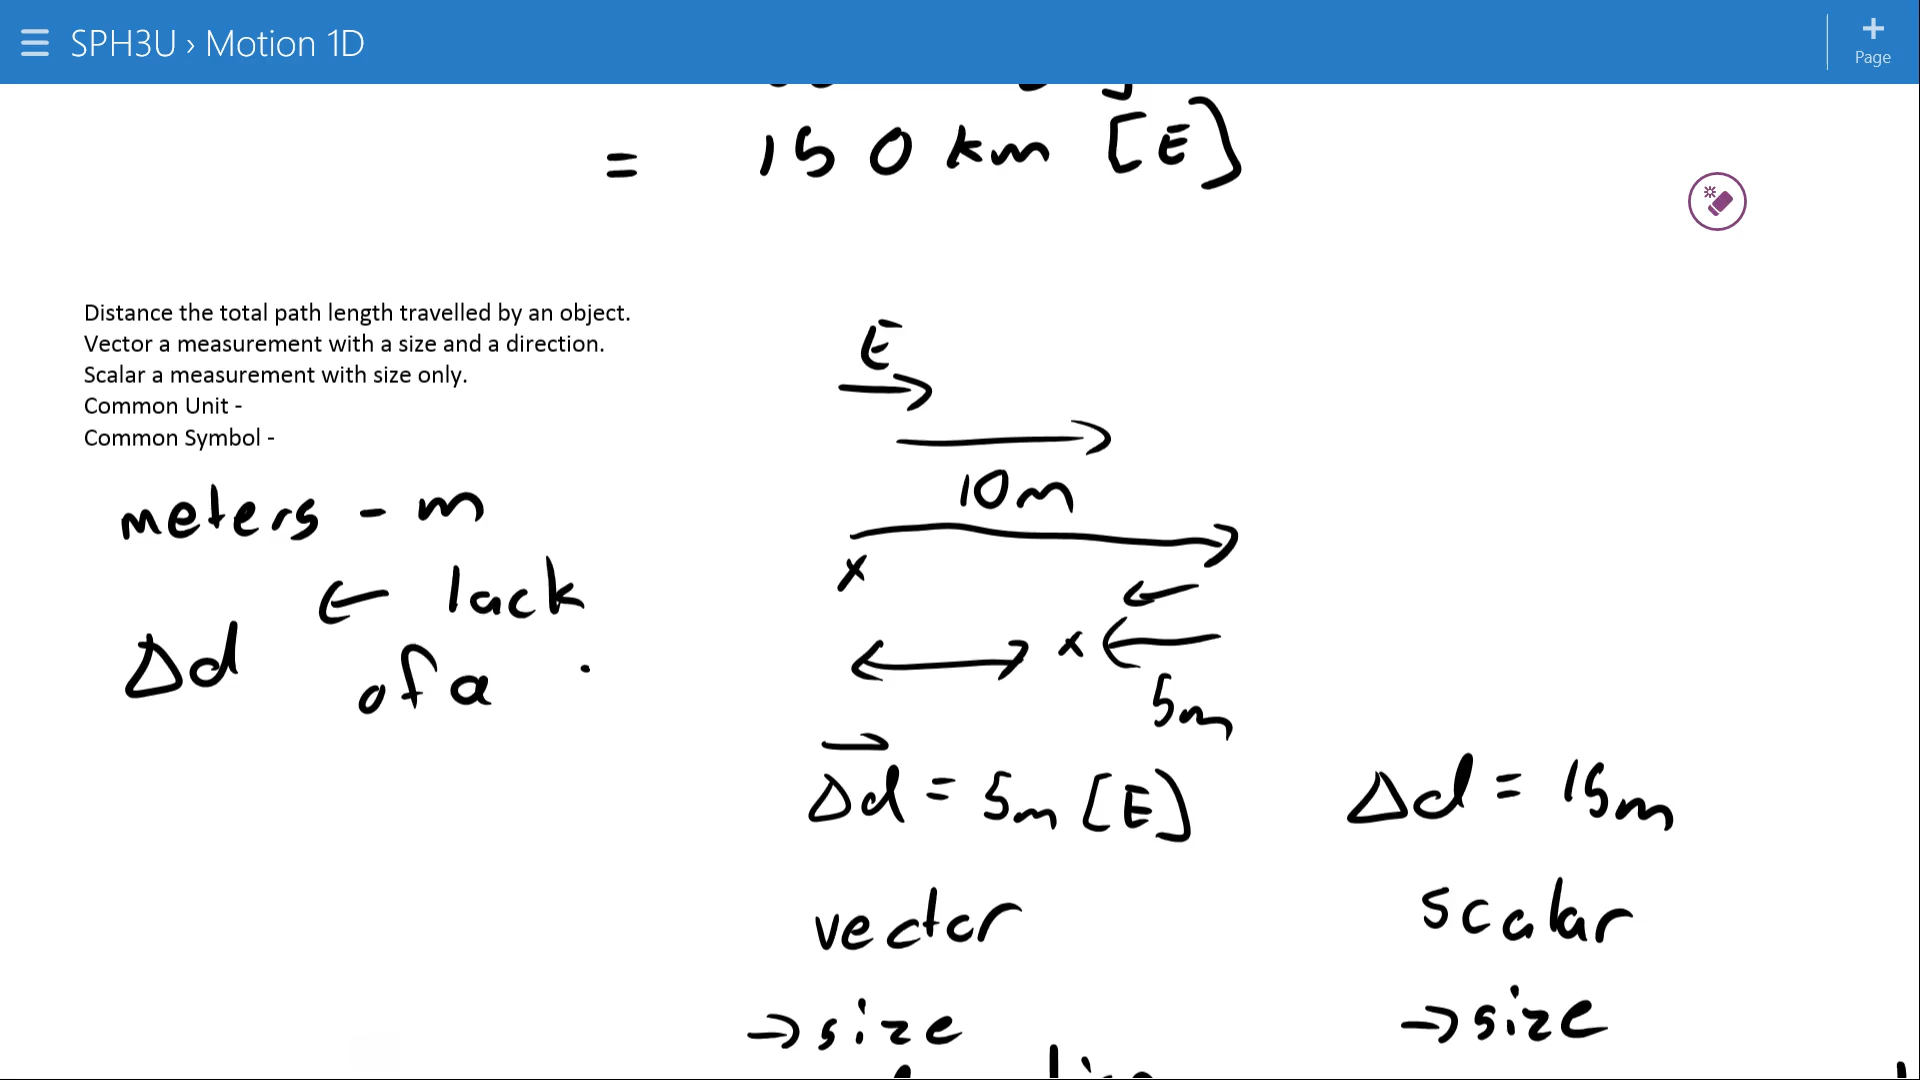 SPH3U › Motion 1D
Page
= 150 km [E]
Distance the total path length travelled by an object.
Vector a measurement with a size and a direction.
Scalar a measurement with size only.
Common Unit -
Common Symbol -
meters - m
← lack
Δd of a
E
10m
x
x
5m
Δd = 5m [E]
vector
→ size
Δd = 15m
scalar
→ size